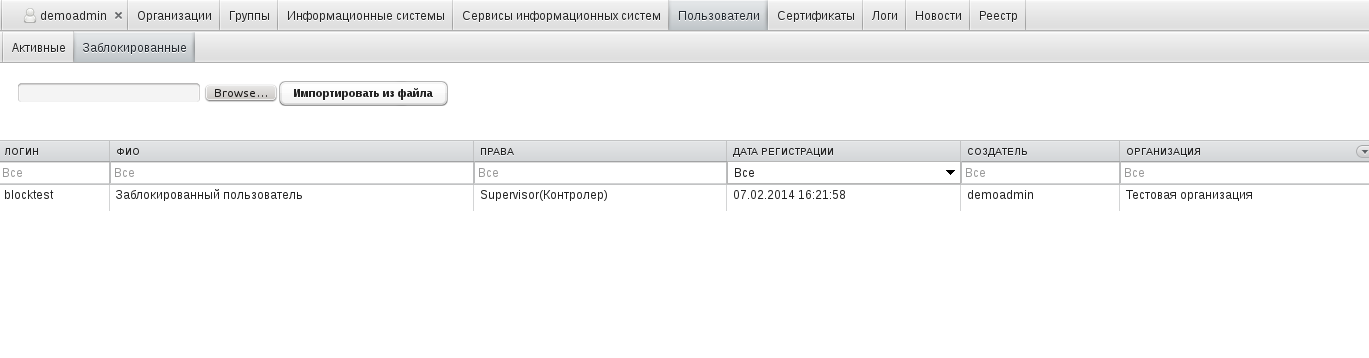 demoadmin × Организации Группы Информационные системы Сервисы информационных систем Пользователи Сертификаты Логи Новости Реестр
Активные Заблокированные
Browse... Импортировать из файла
ЛОГИН ФИО ПРАВА ДАТА РЕГИСТРАЦИИ СОЗДАТЕЛЬ ОРГАНИЗАЦИЯ
Все Все Все Все Все Все
blocktest Заблокированный пользователь Supervisor(Контролер) 07.02.2014 16:21:58 demoadmin Тестовая организация